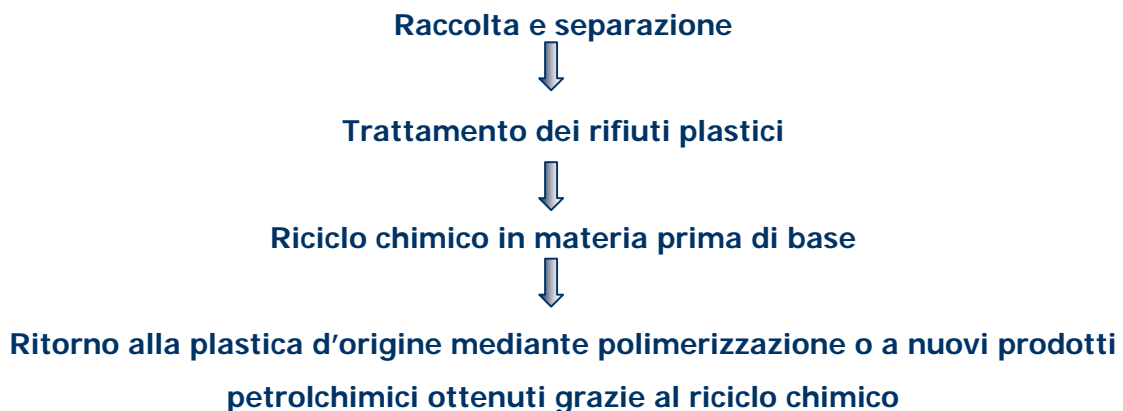 Raccolta e separazione
Trattamento dei rifiuti plastici
Riciclo chimico in materia prima di base
Ritorno alla plastica d'origine mediante polimerizzazione o a nuovi prodotti
petrolchimici ottenuti grazie al riciclo chimico